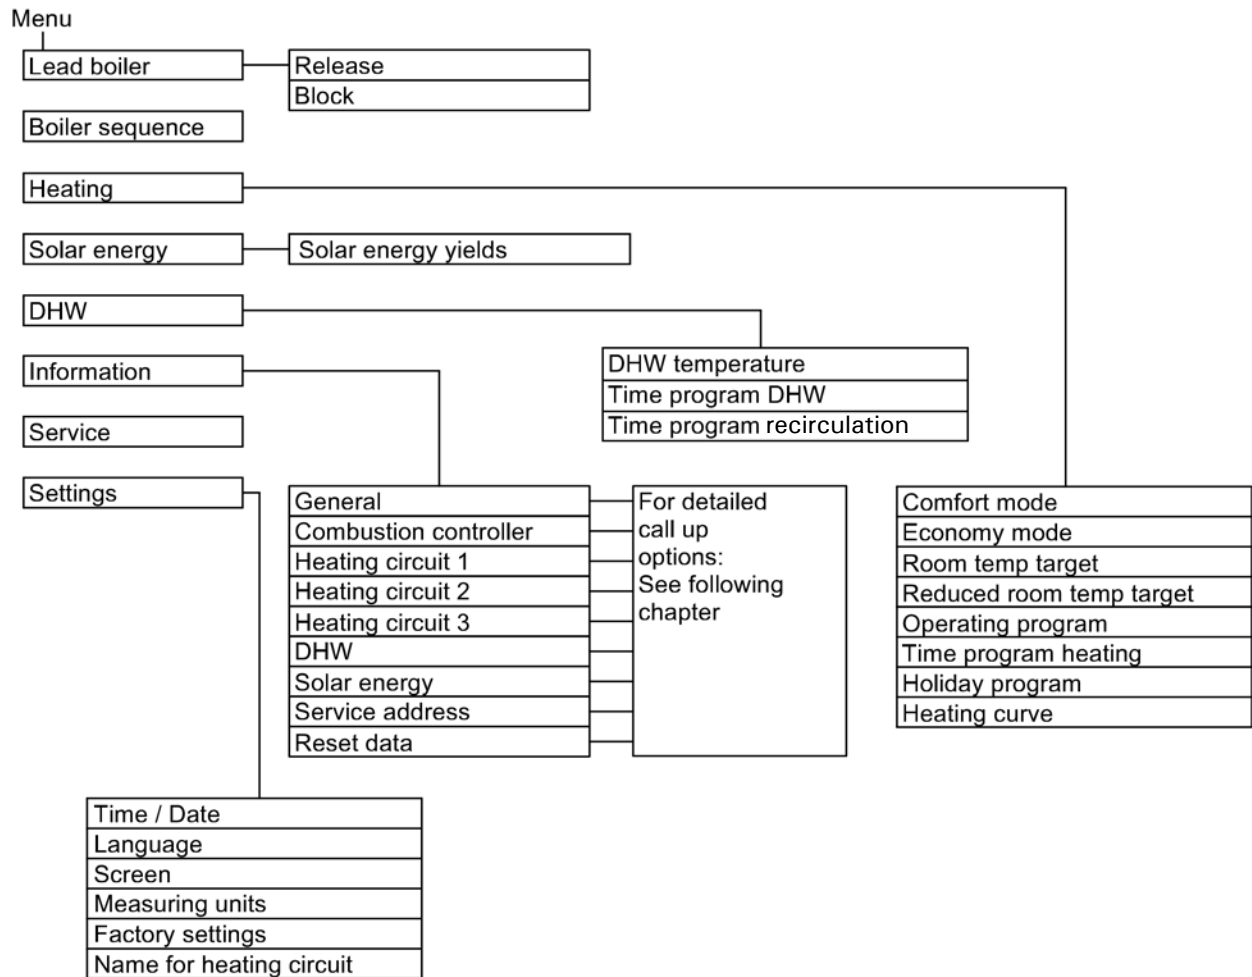 Menu
Lead boiler
Release
Block
Boiler sequence
Heating
Solar energy
Solar energy yields
DHW
DHW temperature
Time program DHW
Time program recirculation
Information
Service
Settings
General
Combustion controller
Heating circuit 1
Heating circuit 2
Heating circuit 3
DHW
Solar energy
Service address
Reset data
For detailed
call up
options:
See following
chapter
Comfort mode
Economy mode
Room temp target
Reduced room temp target
Operating program
Time program heating
Holiday program
Heating curve
Time / Date
Language
Screen
Measuring units
Factory settings
Name for heating circuit